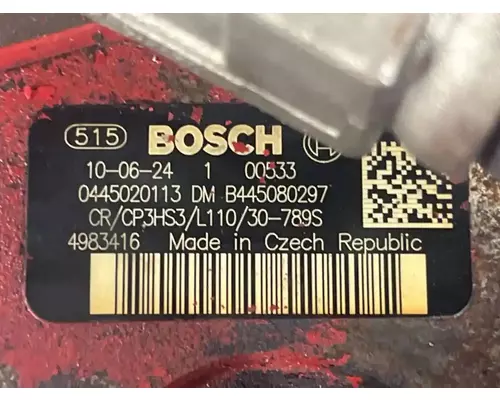 515 BOSCH
10-06-24 1 00533
0445020113 DM B445080297
CR/CP3HS3/L110/30-789S
4983416 Made in Czech Republic